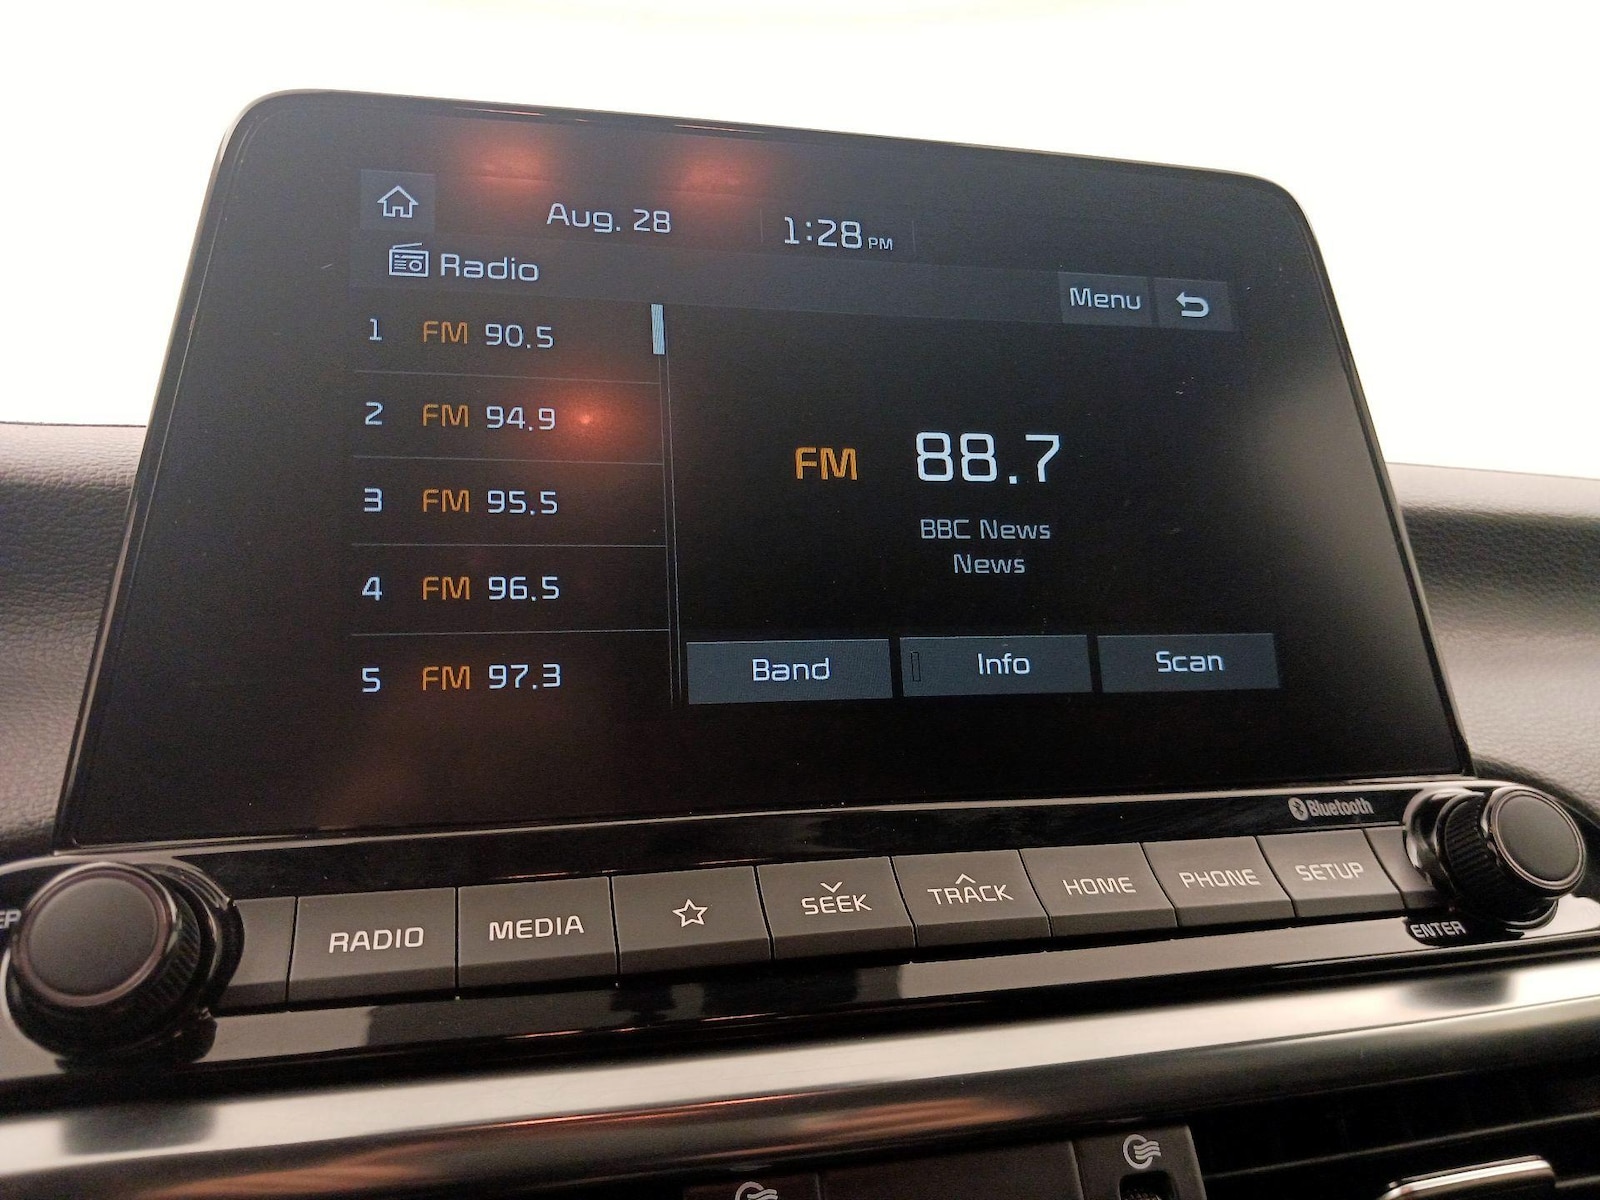 Aug. 28 1:28 PM
Radio
Menu
1 FM 90.5
2 FM 94.9
3 FM 95.5
4 FM 96.5
5 FM 97.3
FM 88.7
BBC News
News
Band Info Scan
Bluetooth
RADIO MEDIA SEEK TRACK HOME PHONE SETUP
ENTER